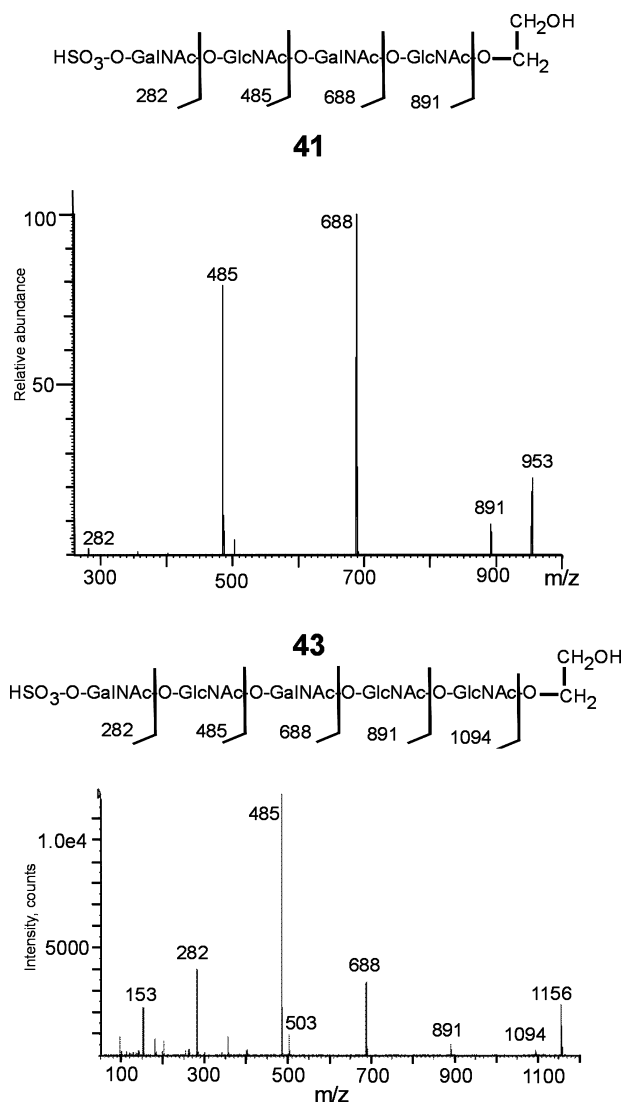 CH2OH
HSO3-O-GalNAc-O-GlcNAc-O-GalNAc-O-GlcNAc-O-CH2
282 485 688 891
41
100
688
485
Relative abundance
50
953
891
282
300 500 700 900 m/z
43
CH2OH
HSO3-O-GalNAc-O-GlcNAc-O-GalNAc-O-GlcNAc-O-GlcNAc-O-CH2
282 485 688 891 1094
485
1.0e4
Intensity, counts
5000
282
688
153
1156
503
891
1094
100 300 500 700 900 1100
m/z